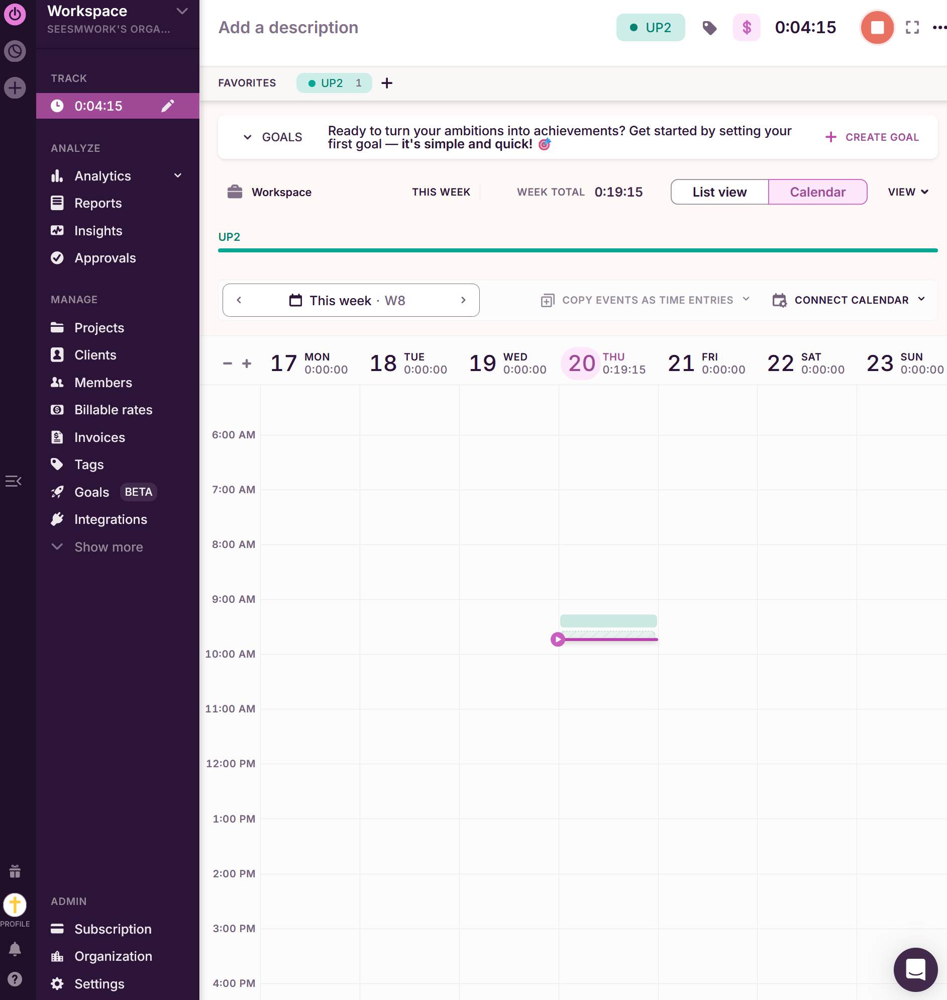 Workspace
SEESMWORK'S ORGA...
TRACK
0:04:15
ANALYZE
Analytics
Reports
Insights
Approvals
MANAGE
Projects
Clients
Members
$ Billable rates
$ Invoices
Tags
Goals BETA
Integrations
Show more
PROFILE
?
ADMIN
Subscription
Organization
Settings
Add a description
UP2
$
0:04:15
FAVORITES
UP2 1
GOALS
Ready to turn your ambitions into achievements? Get started by setting your
first goal — it's simple and quick! 🎯
CREATE GOAL
Workspace
THIS WEEK
WEEK TOTAL 0:19:15
List view
Calendar
VIEW
UP2
This week · W8
COPY EVENTS AS TIME ENTRIES
CONNECT CALENDAR
17 MON 0:00:00
18 TUE 0:00:00
19 WED 0:00:00
20 THU 0:19:15
21 FRI 0:00:00
22 SAT 0:00:00
23 SUN 0:00:00
6:00 AM
7:00 AM
8:00 AM
9:00 AM
10:00 AM
11:00 AM
12:00 PM
1:00 PM
2:00 PM
3:00 PM
4:00 PM